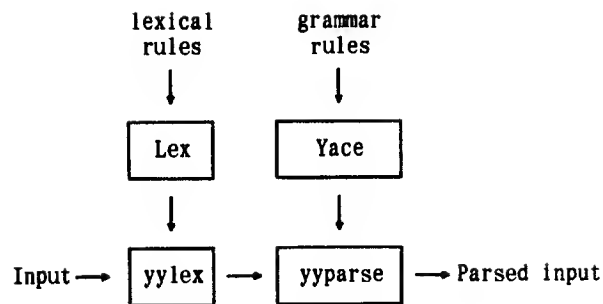 lexical
rules
grammar
rules
Lex
Yace
Input
yylex
yyparse
Parsed input